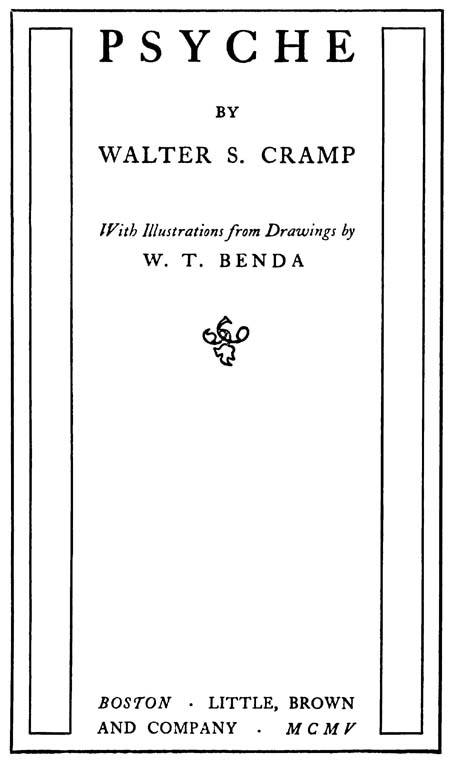 PSYCHE
BY
WALTER S. CRAMP
With Illustrations from Drawings by
W. T. BENDA
BOSTON · LITTLE, BROWN
AND COMPANY . MCMV